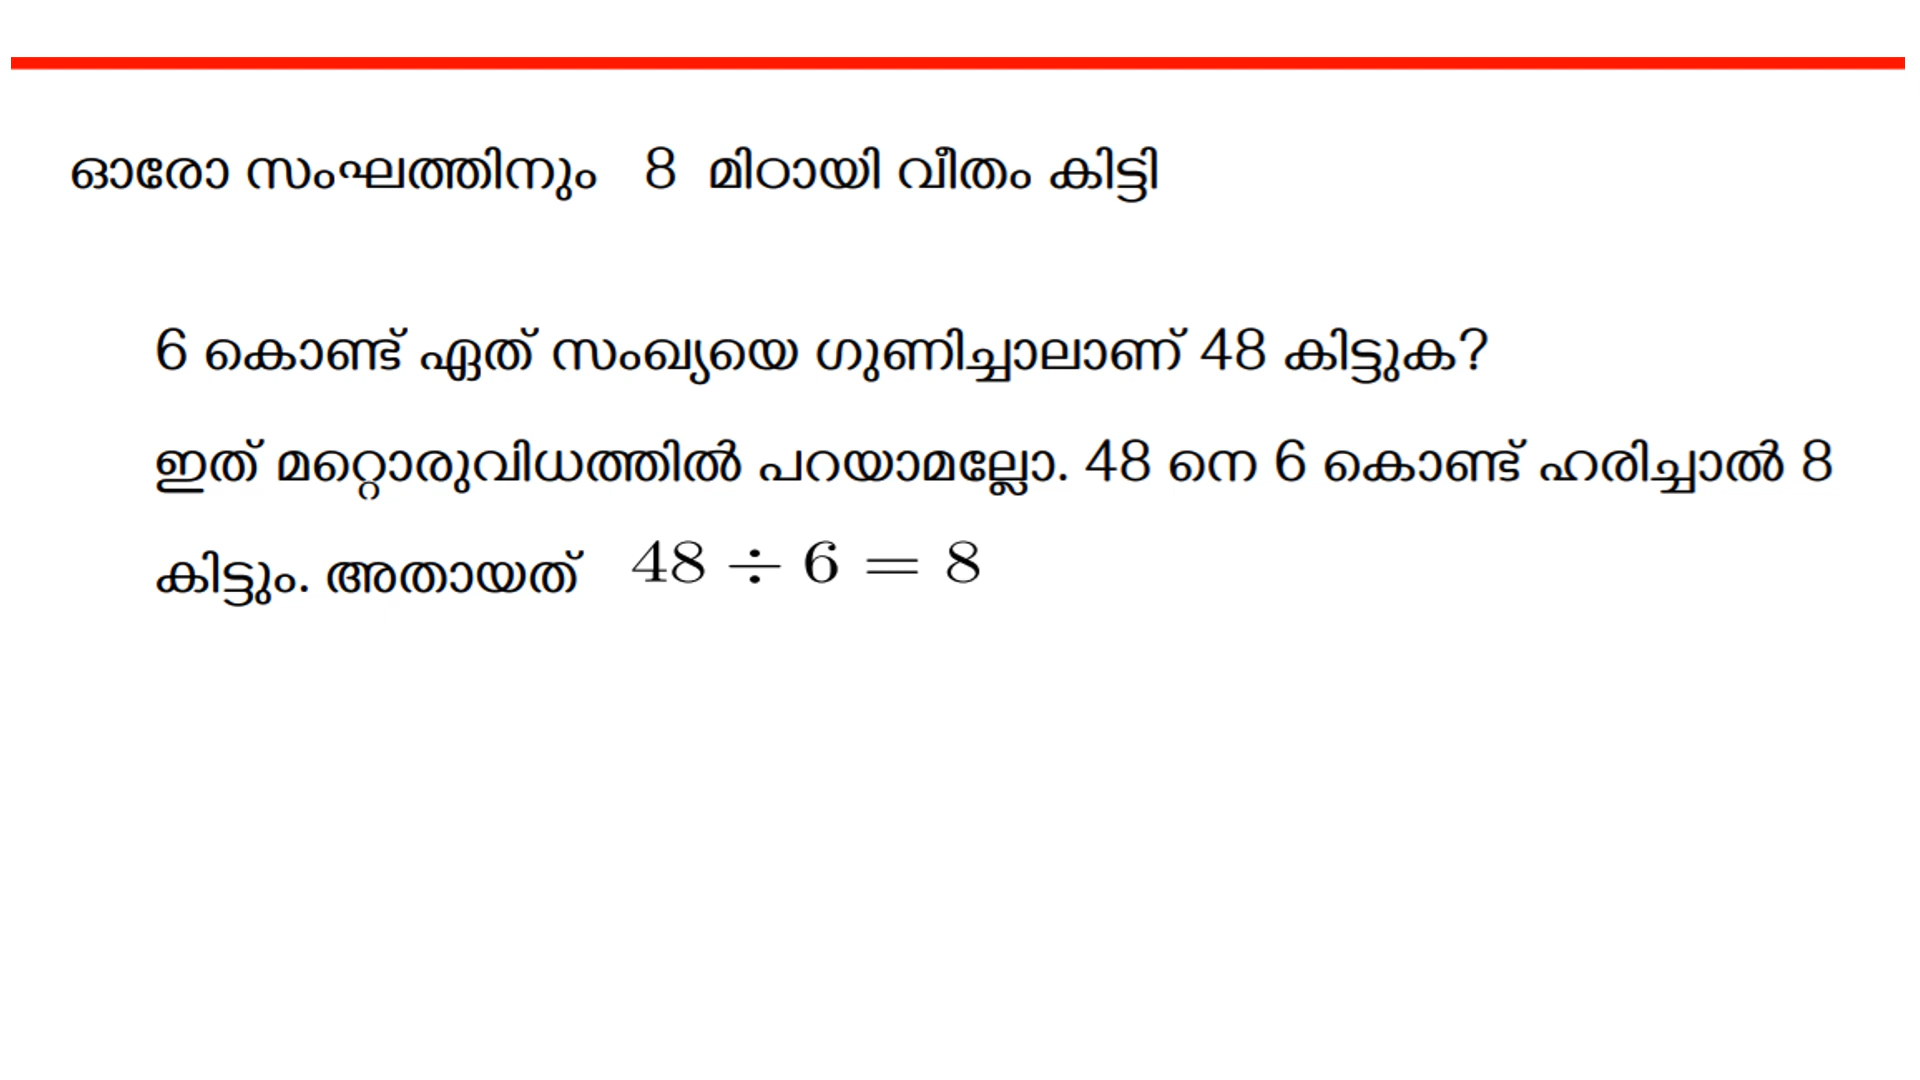 ഓരോ സംഘത്തിനും 8 മിഠായി വീതം കിട്ടി
6 കൊണ്ട് ഏത് സംഖ്യയെ ഗുണിച്ചാലാണ് 48 കിട്ടുക?
ഇത് മറ്റൊരുവിധത്തിൽ പറയാമല്ലോ. 48 നെ 6 കൊണ്ട് ഹരിച്ചാൽ 8
കിട്ടും. അതായത് 48 ÷ 6 = 8